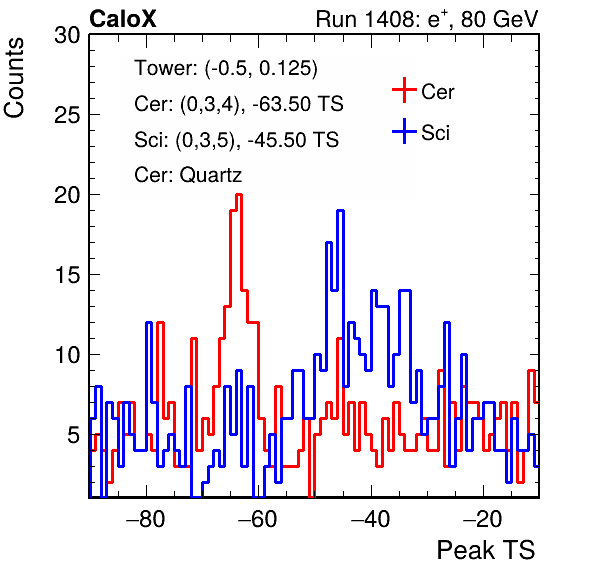 CaloX Run 1408: e⁺, 80 GeV
Counts
30
25
20
15
10
5
Tower: (-0.5, 0.125)
Cer: (0,3,4), -63.50 TS
Sci: (0,3,5), -45.50 TS
Cer: Quartz
Cer
Sci
−80 −60 −40 −20
Peak TS